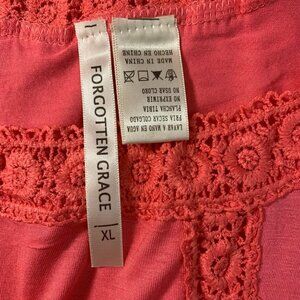 FORGOTTEN GRACE
XL
LAVAR A MANO EN AGUA
FRIA SECAR COLGADO
PLANCHA TIBIA
NO EXPRIMIR
NO USAR CLORO
MADE IN CHINA
HECHO EN CHINA